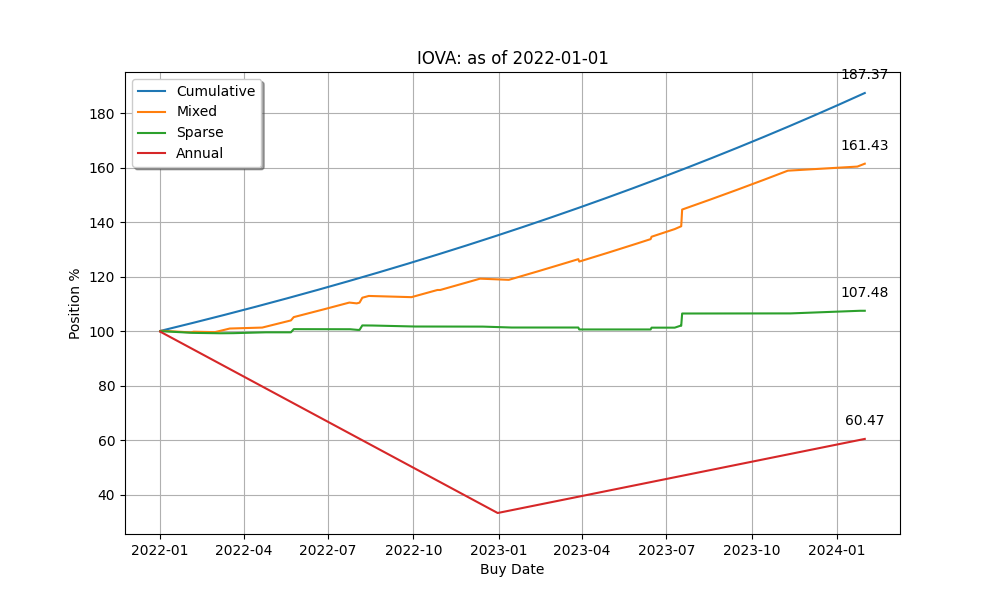 IOVA: as of 2022-01-01
187.37
Cumulative
Mixed
Sparse
Annual
161.43
107.48
60.47
180
160
140
120
100
80
60
40
Position %
2022-01 2022-04 2022-07 2022-10 2023-01 2023-04 2023-07 2023-10 2024-01
Buy Date